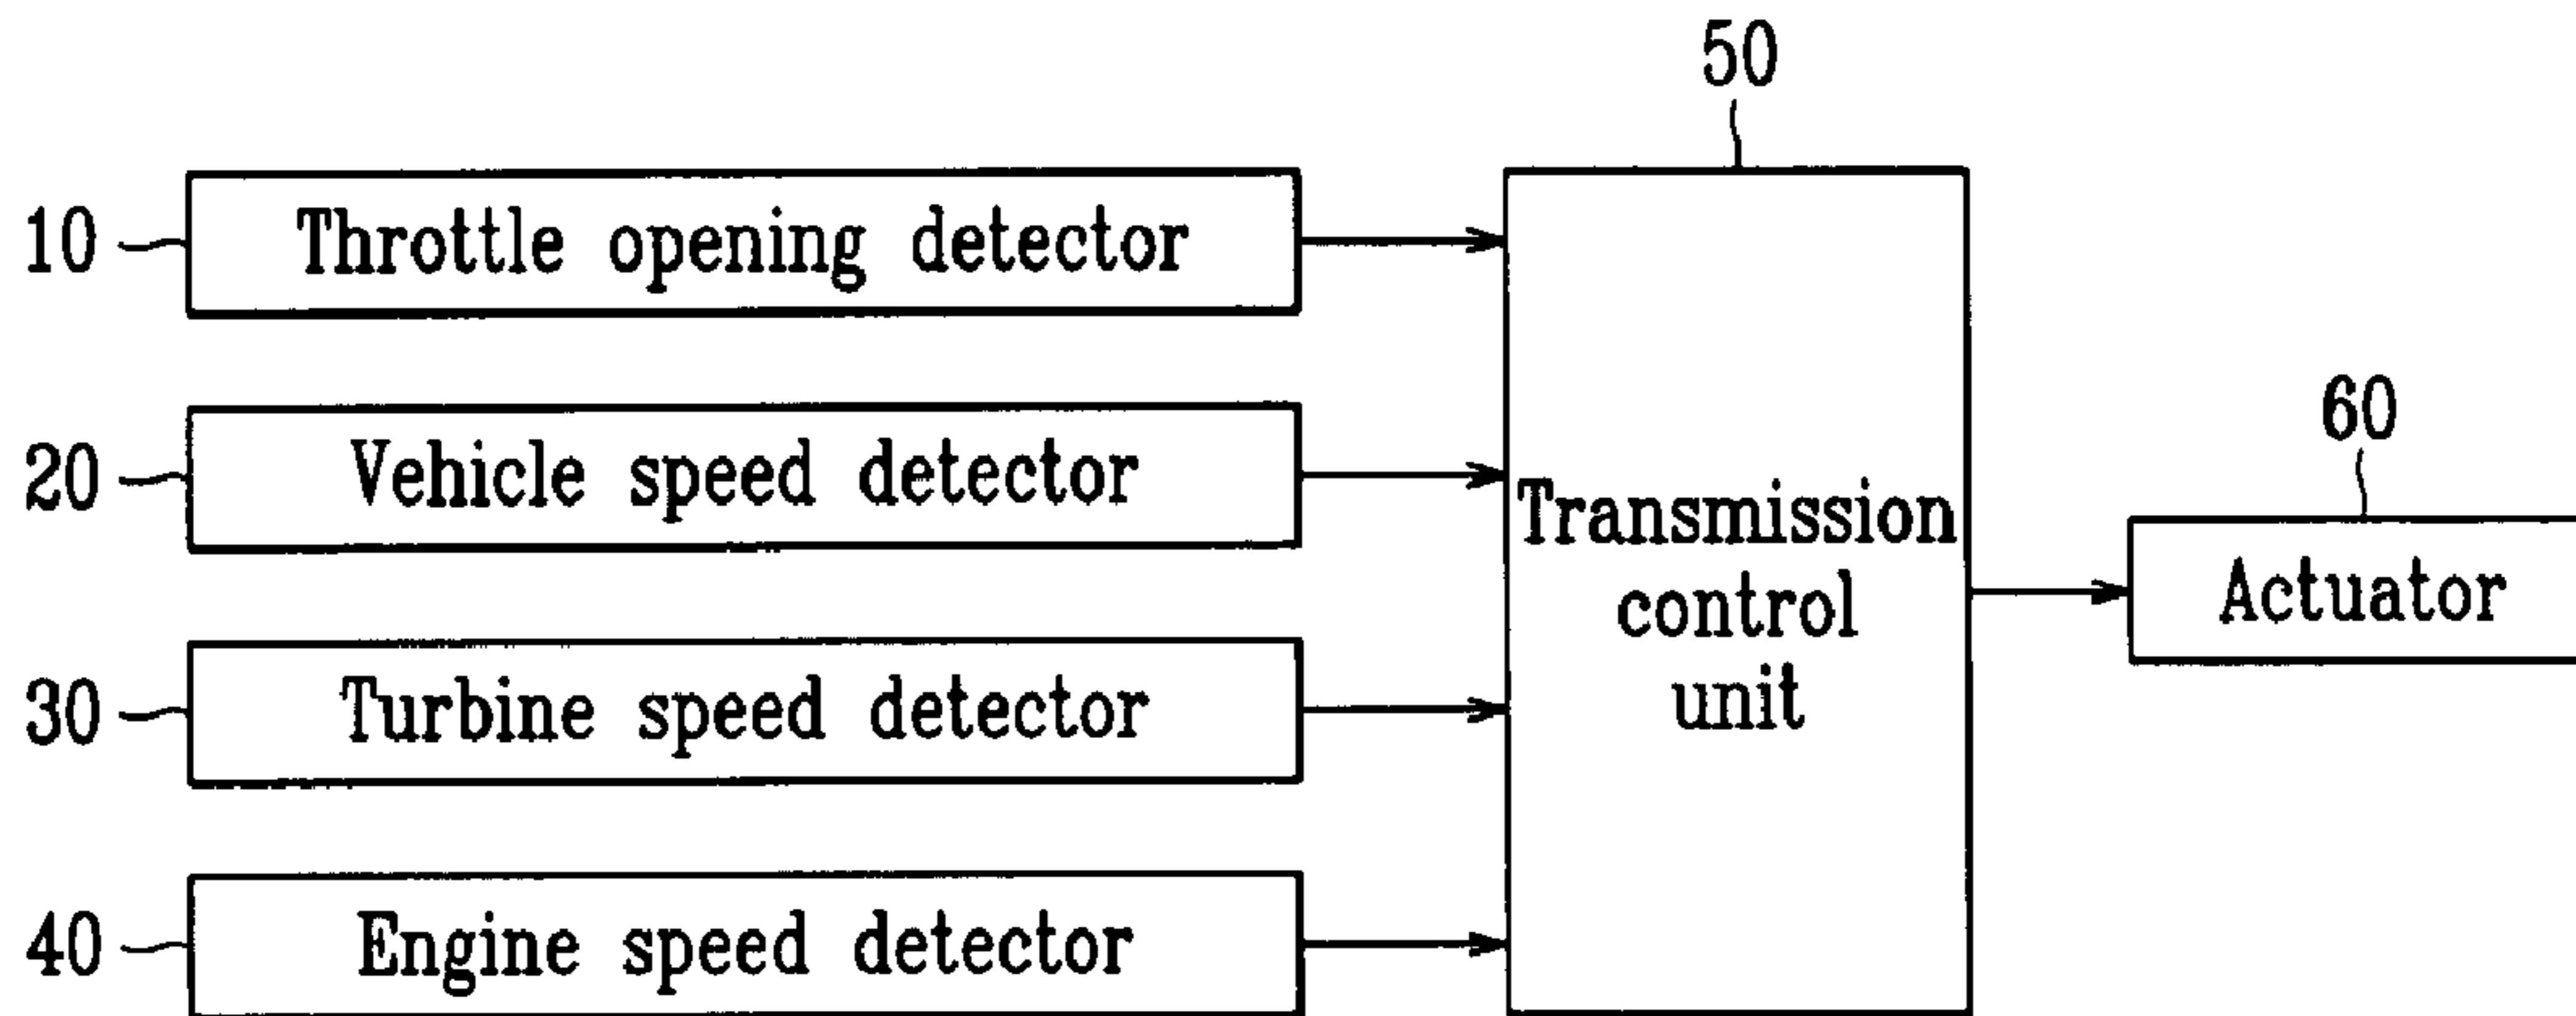 50
10
Throttle opening detector
20
Vehicle speed detector
30
Turbine speed detector
40
Engine speed detector
Transmission
control
unit
60
Actuator